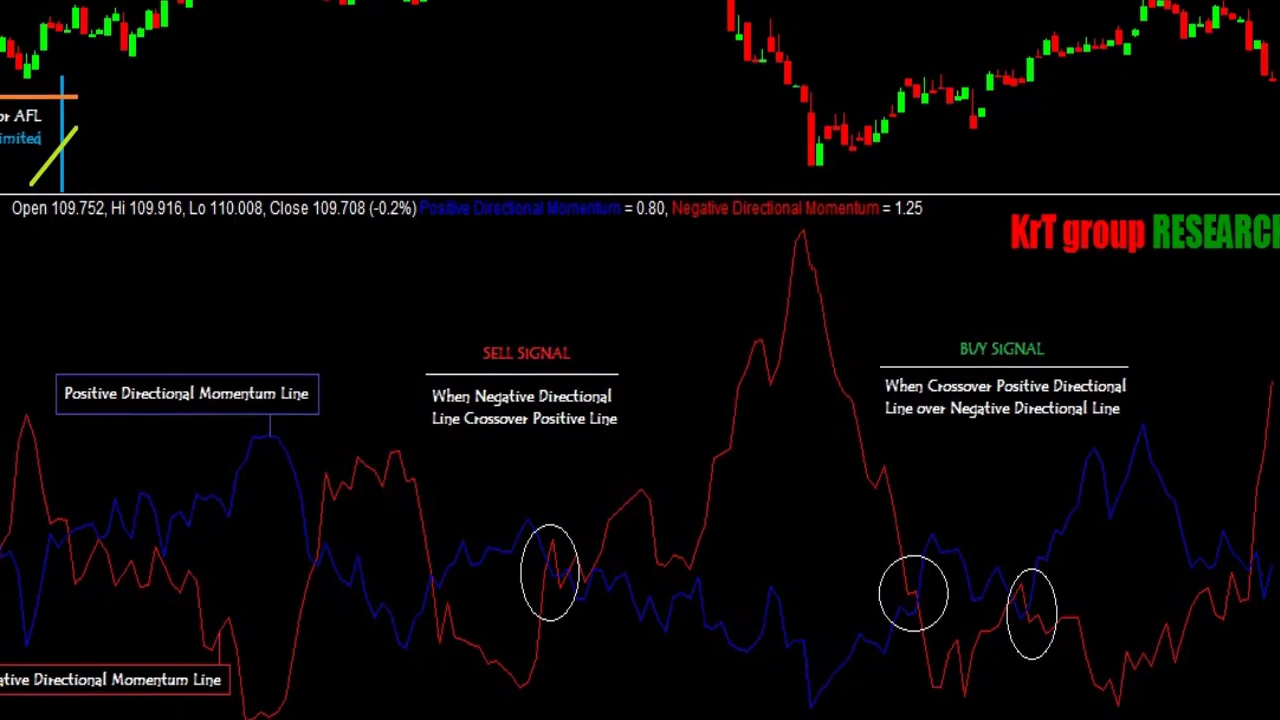 or AFL
imited
Open 109.752, Hi 109.916, Lo 110.008, Close 109.708 (-0.2%) Positive Directional Momentum = 0.80, Negative Directional Momentum = 1.25
KrT group RESEARCH
SELL SIGNAL
When Negative Directional
Line Crossover Positive Line
BUY SIGNAL
When Crossover Positive Directional
Line over Negative Directional Line
Positive Directional Momentum Line
ative Directional Momentum Line